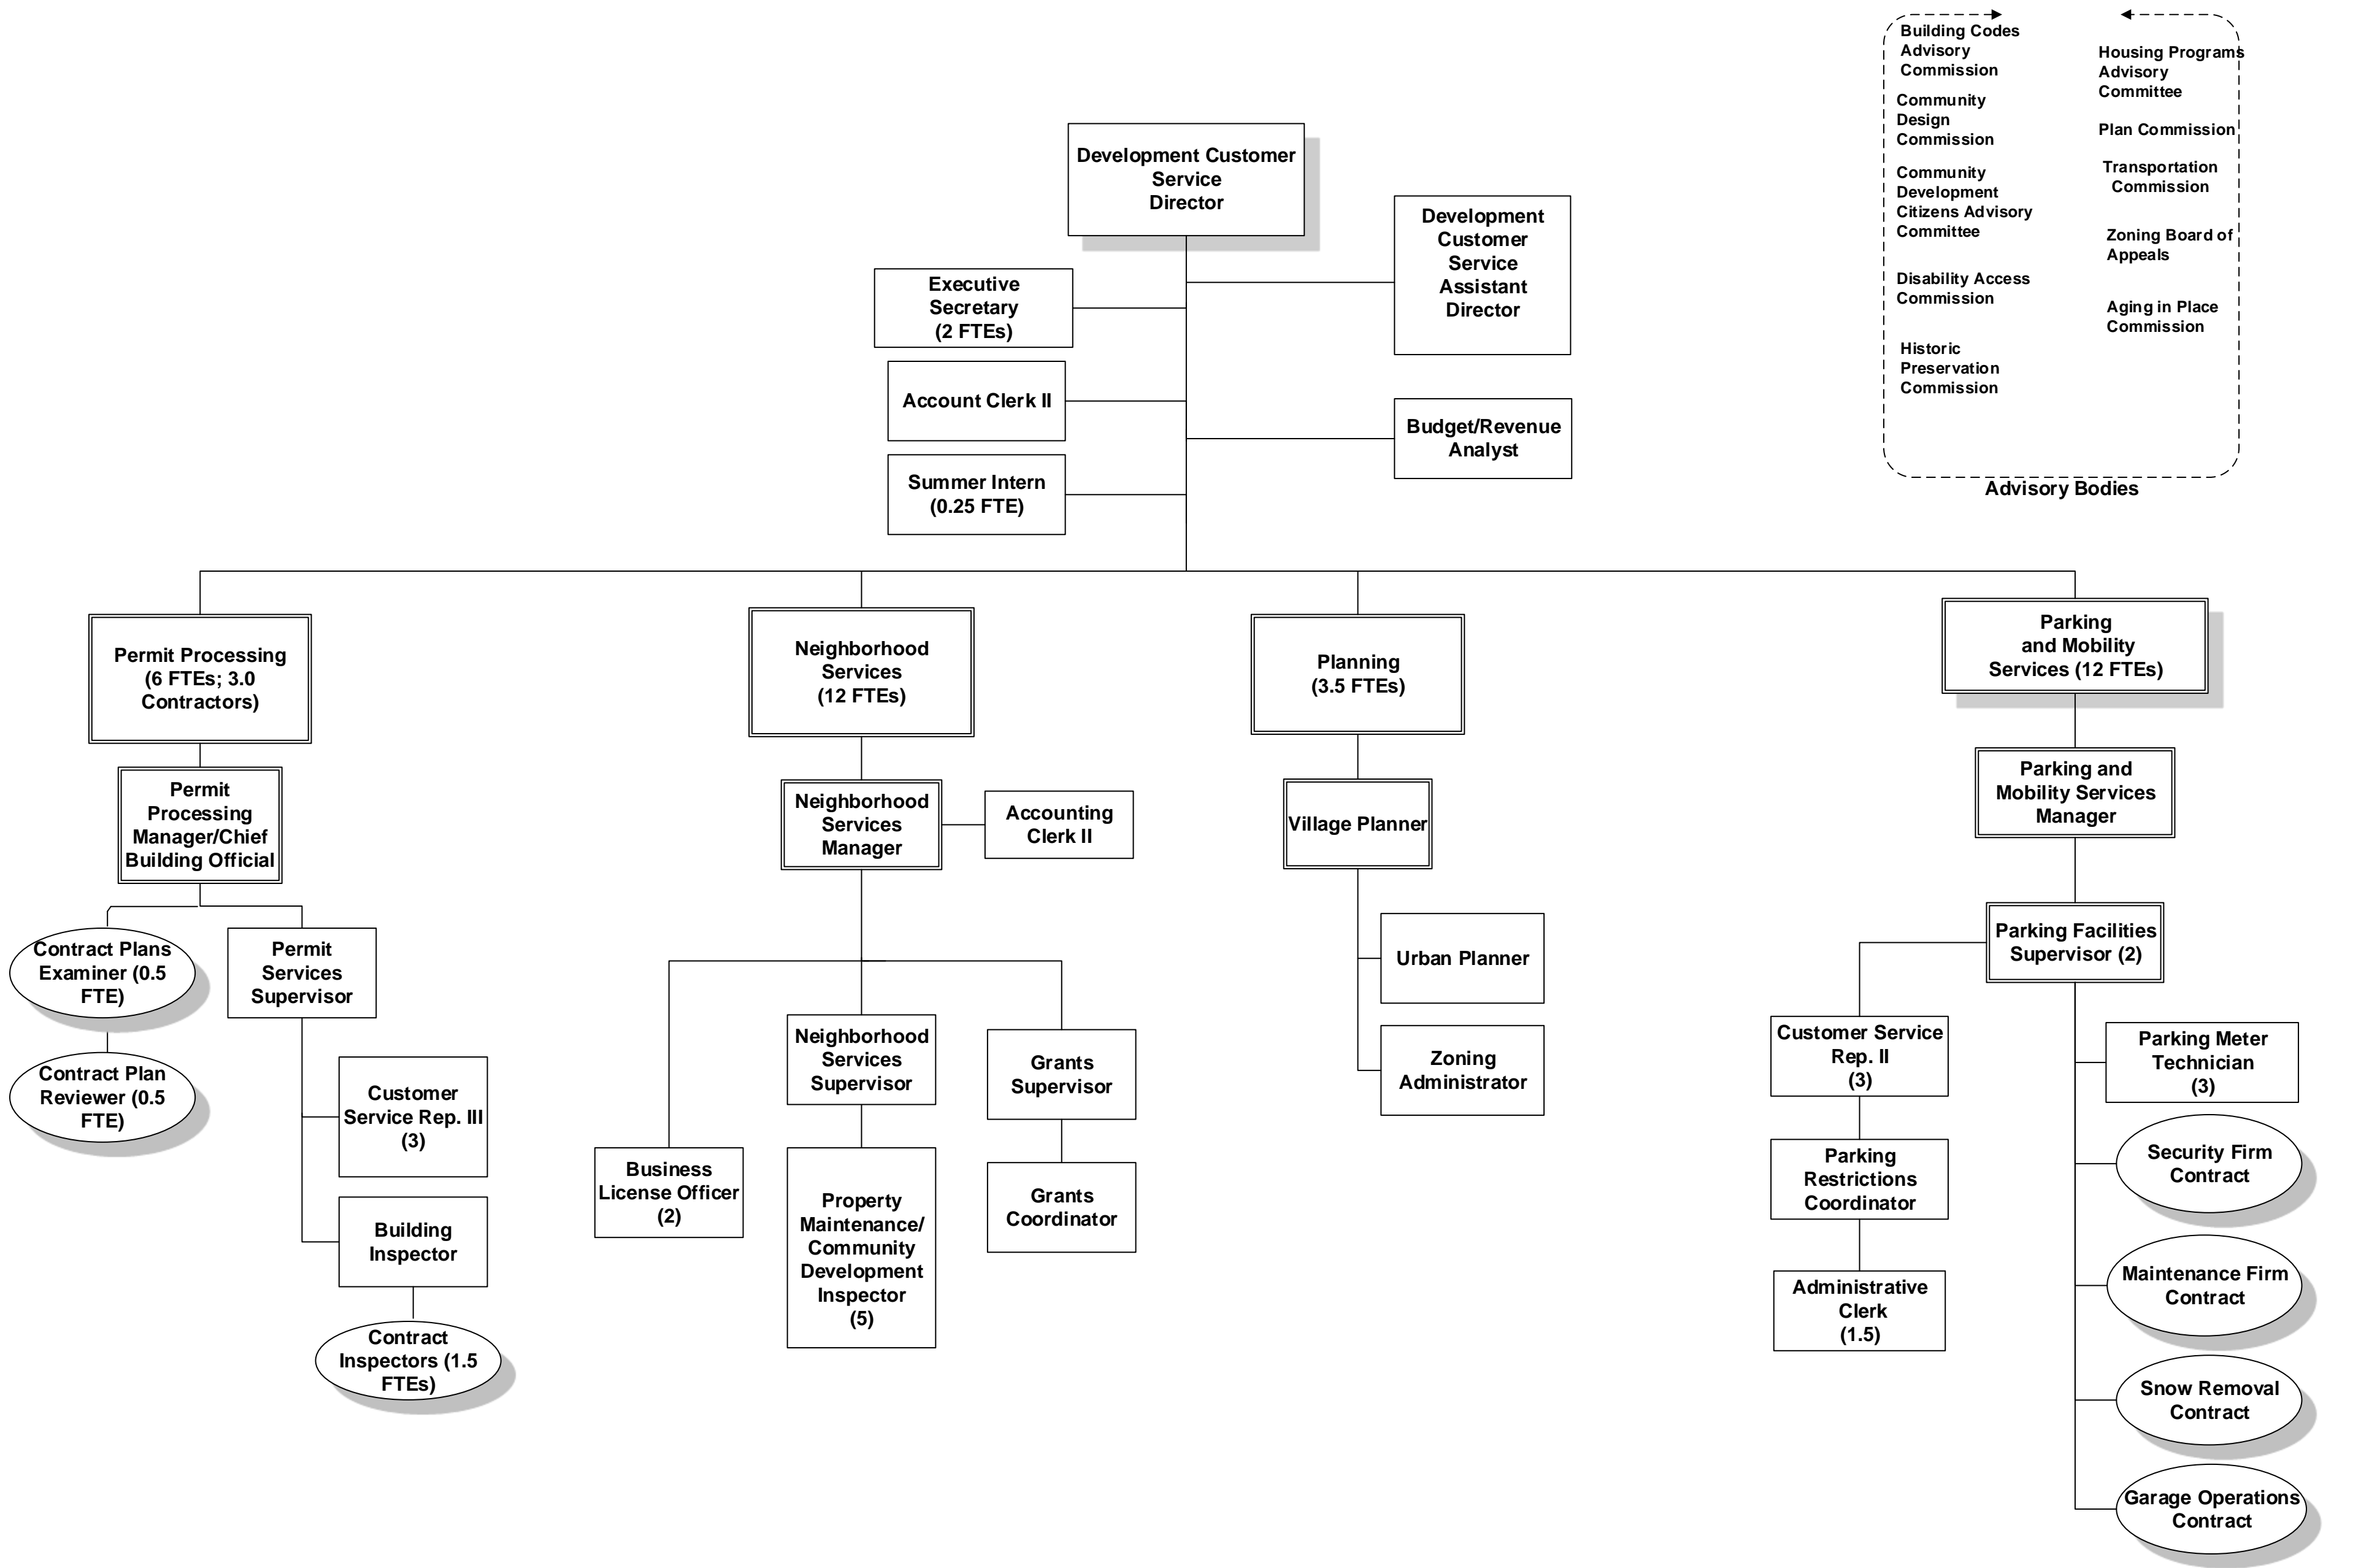 Building Codes
Advisory
Commission
Community
Design
Commission
Community
Development
Citizens Advisory
Committee
Disability Access
Commission
Historic
Preservation
Commission
Housing Programs
Advisory
Committee
Plan Commission
Transportation
Commission
Zoning Board of
Appeals
Aging in Place
Commission
Advisory Bodies
Development Customer
Service
Director
Development
Customer
Service
Assistant
Director
Executive
Secretary
(2 FTEs)
Account Clerk II
Budget/Revenue
Analyst
Summer Intern
(0.25 FTE)
Permit Processing
(6 FTEs; 3.0
Contractors)
Permit
Processing
Manager/Chief
Building Official
Contract Plans
Examiner (0.5
FTE)
Contract Plan
Reviewer (0.5
FTE)
Permit
Services
Supervisor
Customer
Service Rep. III
(3)
Building
Inspector
Contract
Inspectors (1.5
FTEs)
Neighborhood
Services
(12 FTEs)
Neighborhood
Services
Manager
Accounting
Clerk II
Business
License Officer
(2)
Neighborhood
Services
Supervisor
Property
Maintenance/
Community
Development
Inspector
(5)
Grants
Supervisor
Grants
Coordinator
Planning
(3.5 FTEs)
Village Planner
Urban Planner
Zoning
Administrator
Parking
and Mobility
Services (12 FTEs)
Parking and
Mobility Services
Manager
Parking Facilities
Supervisor (2)
Customer Service
Rep. II
(3)
Parking
Restrictions
Coordinator
Administrative
Clerk
(1.5)
Parking Meter
Technician
(3)
Security Firm
Contract
Maintenance Firm
Contract
Snow Removal
Contract
Garage Operations
Contract